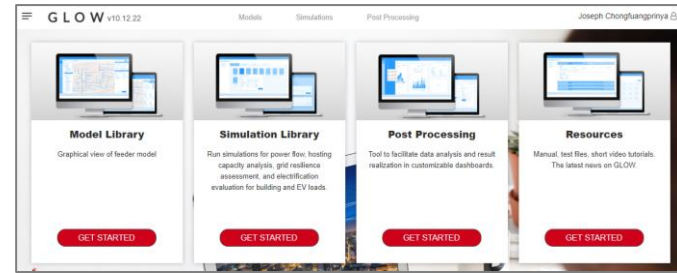 GLOW v10.12.22
Models Simulations Post Processing
Joseph Chongfuangprinya
Model Library
Graphical view of feeder model
GET STARTED
Simulation Library
Run simulations for power flow, hosting
capacity analysis, grid resilience
assessment, and electrification
evaluation for building and EV loads
GET STARTED
Post Processing
Tool to facilitate data analysis and result
realization in customizable dashboards.
GET STARTED
Resources
Manual, test files, short video tutorials.
The latest news on GLOW.
GET STARTED